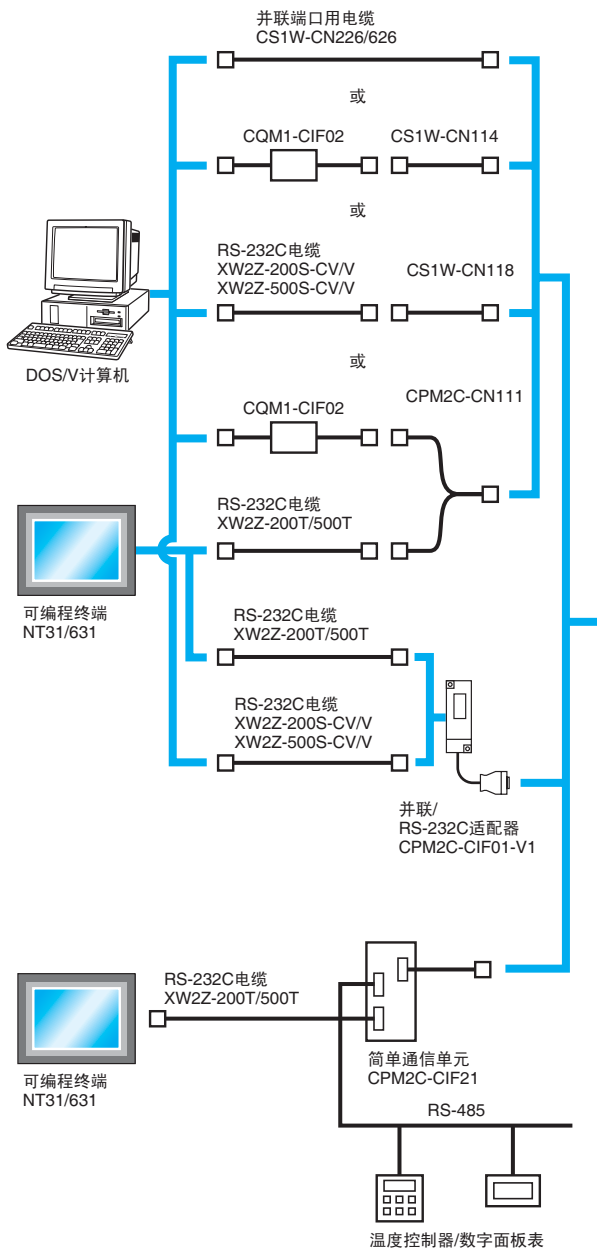 并联端口用电缆
CS1W-CN226/626
或
CQM1-CIF02
CS1W-CN114
或
RS-232C电缆
XW2Z-200S-CV/V
XW2Z-500S-CV/V
CS1W-CN118
DOS/V计算机
或
CQM1-CIF02
CPM2C-CN111
RS-232C电缆
XW2Z-200T/500T
可编程终端
NT31/631
RS-232C电缆
XW2Z-200T/500T
RS-232C电缆
XW2Z-200S-CV/V
XW2Z-500S-CV/V
并联/
RS-232C适配器
CPM2C-CIF01-V1
RS-232C电缆
XW2Z-200T/500T
可编程终端
NT31/631
简单通信单元
CPM2C-CIF21
RS-485
温度控制器/数字面板表